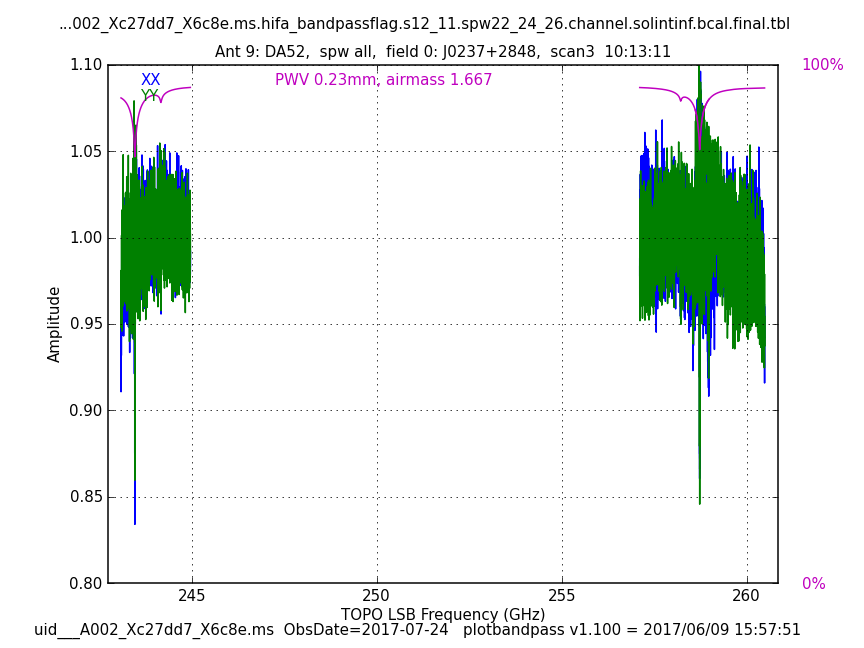 ...002_Xc27dd7_X6c8e.ms.hifa_bandpassflag.s12_11.spw22_24_26.channel.solintinf.bcal.final.tbl
Ant 9: DA52,  spw all,  field 0: J0237+2848,  scan3  10:13:11
1.10
100%
XX
PWV 0.23mm, airmass 1.667
YY
1.05
1.00
0.95
0.90
0.85
0.80
0%
Amplitude
245
250
255
260
TOPO LSB Frequency (GHz)
uid___A002_Xc27dd7_X6c8e.ms  ObsDate=2017-07-24   plotbandpass v1.100 = 2017/06/09 15:57:51